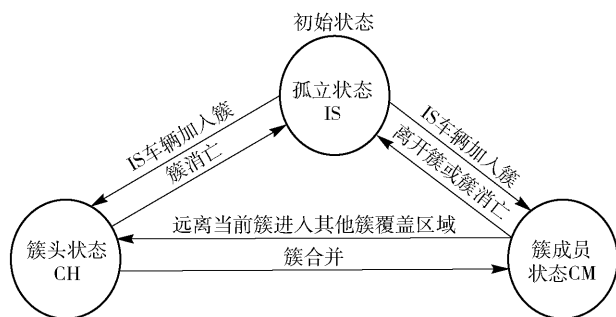 初始状态
孤立状态
IS
IS车辆加入簇
簇消亡
IS车辆加入簇
离开簇或簇消亡
远离当前簇进入其他簇覆盖区域
簇合并
簇头状态
CH
簇成员
状态CM